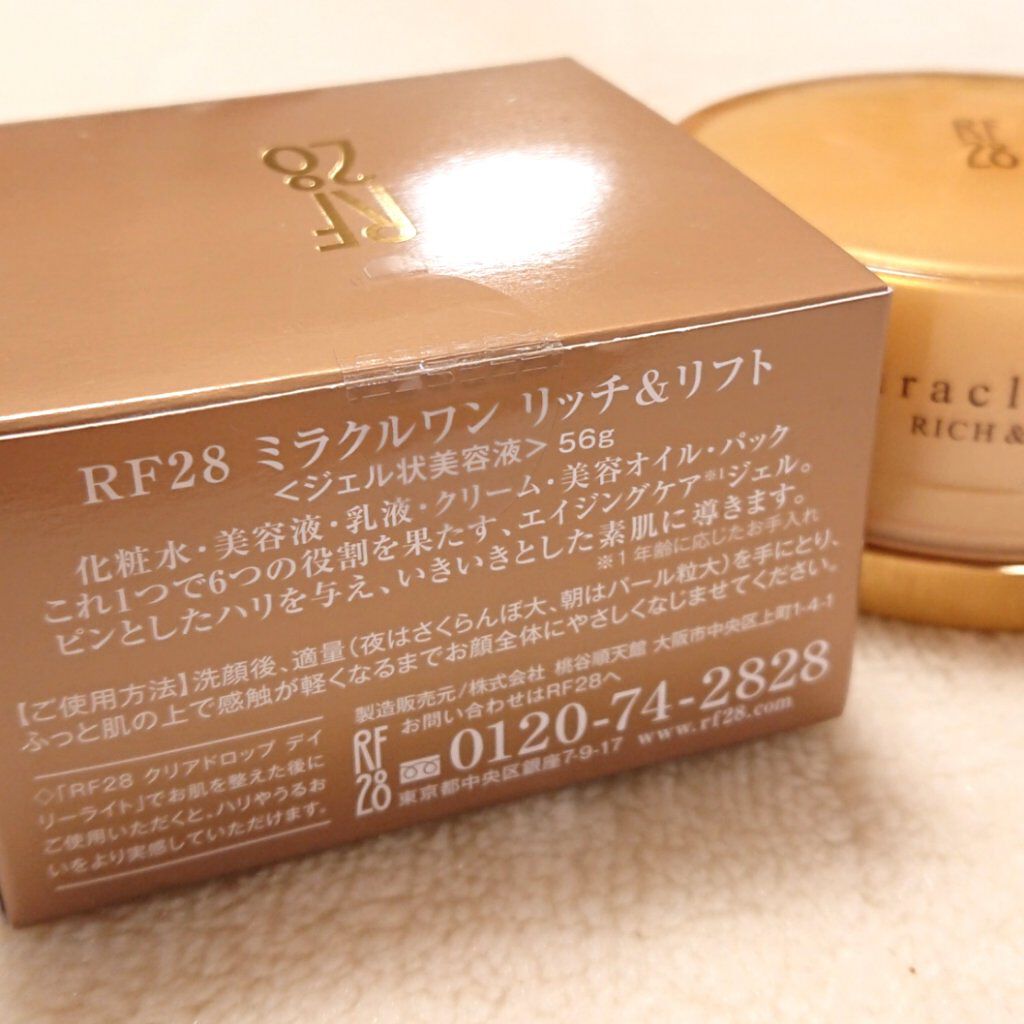 RF
28
RF28 ミラクルワン リッチ&リフト
<ジェル状美容液> 56g
化粧水・美容液・乳液・クリーム・美容オイル・パック
これ1つで6つの役割を果たす、エイジングケア※1ジェル。
ピンとしたハリを与え、いきいきとした素肌に導きます。
※1 年齢に応じたお手入れ
【ご使用方法】洗顔後、適量(夜はさくらんぼ大、朝はパール粒大)を手にとり、
ふっと肌の上で感触が軽くなるまでお顔全体にやさしくなじませてください。
◇「RF28 クリアドロップ デイ
リーライト」でお肌を整えた後に
ご使用いただくと、ハリやうるお
いをより実感していただけます。
製造販売元/株式会社 桃谷順天館 大阪市中央区上町1-4-1
お問い合わせはRF28へ
RF
28
0120-74-2828
東京都中央区銀座7-9-17 www.rf28.com
RF
28
RICH &